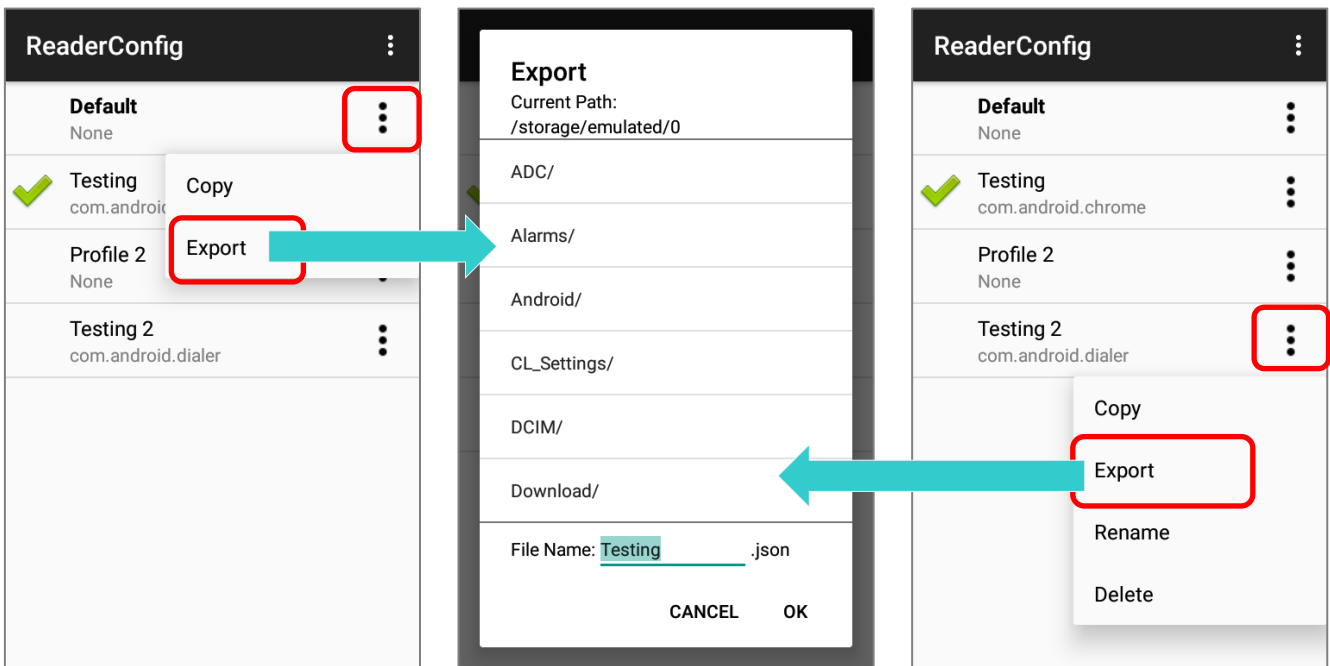 ReaderConfig
Default
None
Testing
com.androic
Copy
Export
Profile 2
None
Testing 2
com.android.dialer
Export
Current Path:
/storage/emulated/0
ADC/
Alarms/
Android/
CL_Settings/
DCIM/
Download/
File Name: Testing .json
CANCEL OK
ReaderConfig
Default
None
Testing
com.android.chrome
Profile 2
None
Testing 2
com.android.dialer
Copy
Export
Rename
Delete